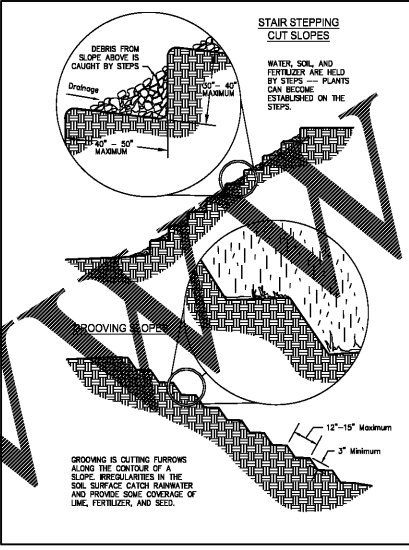 STAIR STEPPING
CUT SLOPES
DEBRIS FROM
SLOPE ABOVE IS
CAUGHT BY STEPS
Drainage
30" - 40"
MAXIMUM
40" - 50"
MAXIMUM
WATER, SOIL, AND
FERTILIZER ARE HELD
BY STEPS -- PLANTS
CAN BECOME
ESTABLISHED ON THE
STEPS.
GROOVING SLOPES
12"-15" Maximum
3" Minimum
GROOVING IS CUTTING FURROWS
ALONG THE CONTOUR OF A
SLOPE. IRREGULARITIES IN THE
SOIL SURFACE CATCH RAINWATER
AND PROVIDE SOME COVERAGE OF
LIME, FERTILIZER, AND SEED.
WWW